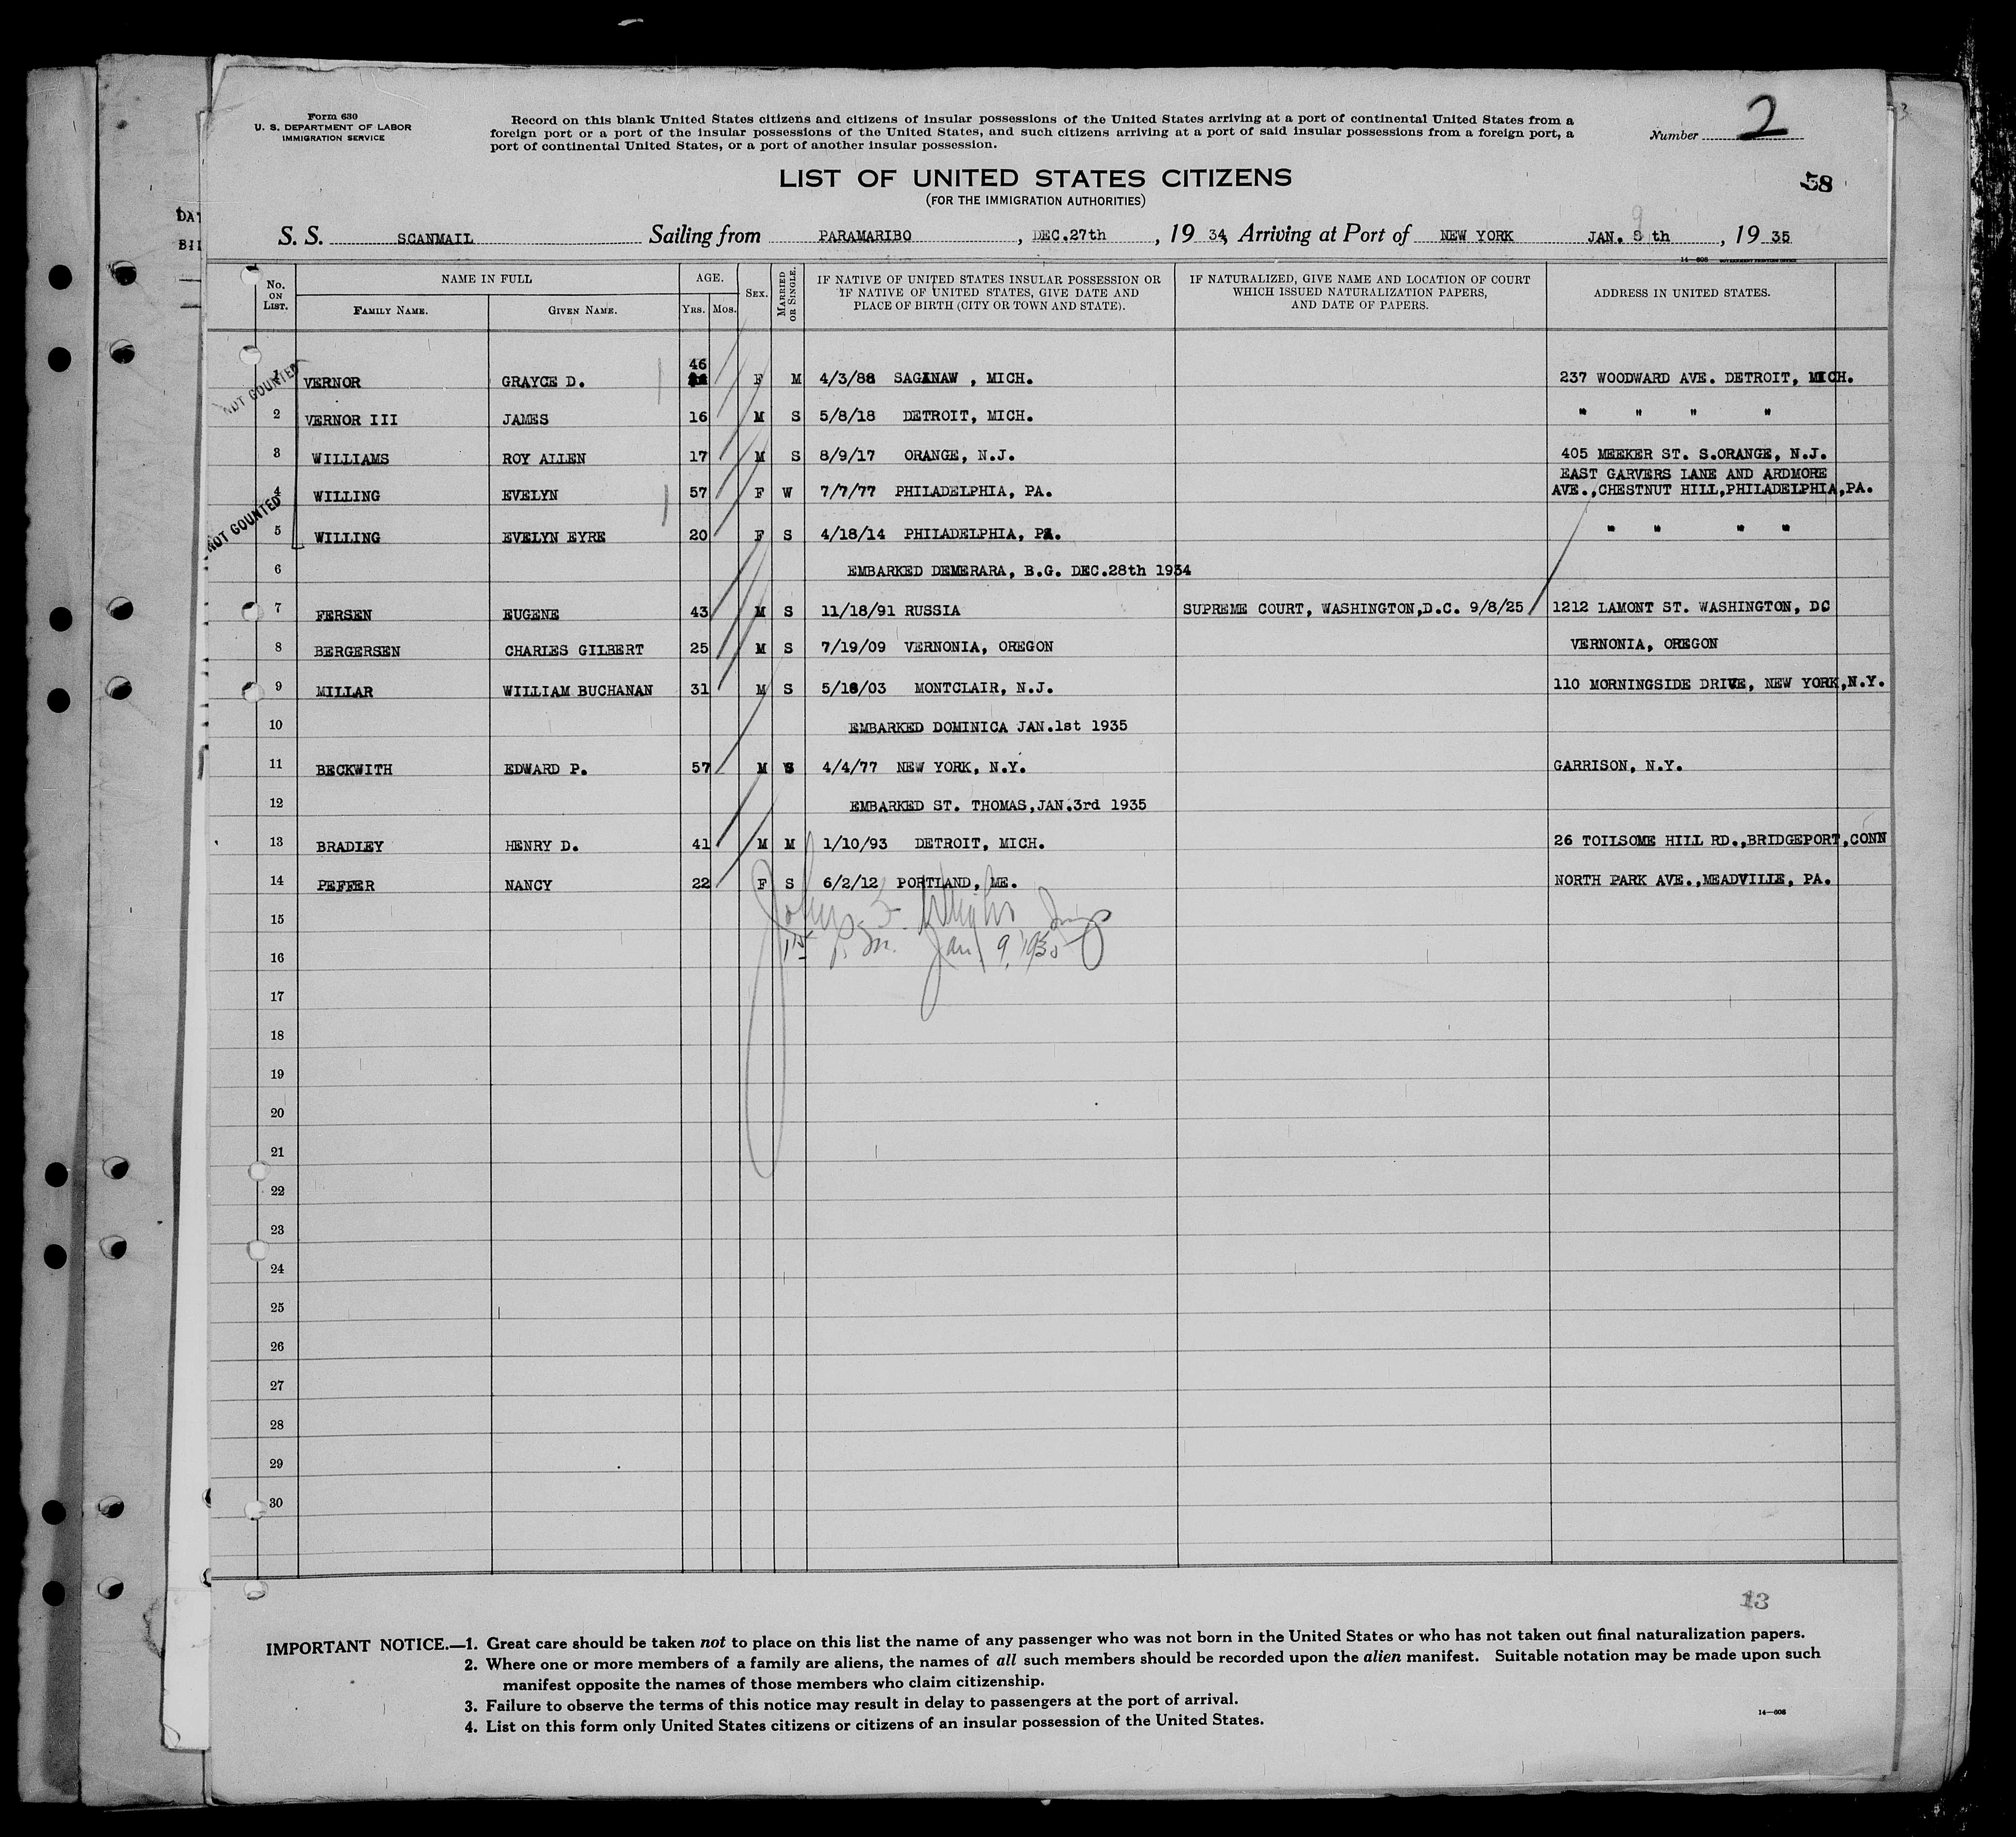 Form 630
U. S. DEPARTMENT OF LABOR
IMMIGRATION SERVICE
Record on this blank United States citizens and citizens of insular possessions of the United States arriving at a port of continental United States from a
foreign port or a port of the insular possessions of the United States, and such citizens arriving at a port of said insular possessions from a foreign port, a
port of continental United States, or a port of another insular possession.
Number 2
LIST OF UNITED STATES CITIZENS
(FOR THE IMMIGRATION AUTHORITIES)
58
S. S. SCANMAIL Sailing from PARAMARIBO, DEC.27th, 1934, Arriving at Port of NEW YORK JAN. 9 th, 1935
14—608 GOVERNMENT PRINTING OFFICE
No. ON LIST. NAME IN FULL FAMILY NAME. GIVEN NAME. AGE. YRS. MOS. SEX. MARRIED OR SINGLE. IF NATIVE OF UNITED STATES INSULAR POSSESSION OR IF NATIVE OF UNITED STATES, GIVE DATE AND PLACE OF BIRTH (CITY OR TOWN AND STATE). IF NATURALIZED, GIVE NAME AND LOCATION OF COURT WHICH ISSUED NATURALIZATION PAPERS, AND DATE OF PAPERS. ADDRESS IN UNITED STATES.
NOT COUNTED
1 VERNOR GRAYCE D. 46 F M 4/3/88 SAGINAW , MICH. 237 WOODWARD AVE. DETROIT, MICH.
2 VERNOR III JAMES 16 M S 5/8/18 DETROIT, MICH. " " " "
3 WILLIAMS ROY ALLEN 17 M S 8/9/17 ORANGE, N.J. 405 MEEKER ST. S.ORANGE, N.J.
4 WILLING EVELYN 57 F W 7/7/77 PHILADELPHIA, PA. EAST GARVERS LANE AND ARDMORE
AVE.,CHESTNUT HILL,PHILADELPHIA,PA.
NOT COUNTED
5 WILLING EVELYN EYRE 20 F S 4/18/14 PHILADELPHIA, PA. " " " "
6 EMBARKED DEMERARA, B.G. DEC.28th 1934
7 FERSEN EUGENE 43 M S 11/18/91 RUSSIA SUPREME COURT, WASHINGTON,D.C. 9/8/25 1212 LAMONT ST. WASHINGTON, DC
8 BERGERSEN CHARLES GILBERT 25 M S 7/19/09 VERNONIA, OREGON VERNONIA, OREGON
9 MILLAR WILLIAM BUCHANAN 31 M S 5/18/03 MONTCLAIR, N.J. 110 MORNINGSIDE DRIVE, NEW YORK,N.Y.
10 EMBARKED DOMINICA JAN.1st 1935
11 BECKWITH EDWARD P. 57 M 4/4/77 NEW YORK, N.Y. GARRISON, N.Y.
12 EMBARKED ST. THOMAS,JAN.3rd 1935
13 BRADLEY HENRY D. 41 M M 1/10/93 DETROIT, MICH. 26 TOILSOME HILL RD.,BRIDGEPORT,CONN
14 PEFFER NANCY 22 F S 6/2/12 PORTLAND, ME. NORTH PARK AVE.,MEADVILLE, PA.
15
16 P. M. Jan 9, 1935
17
18
19
20
21
22
23
24
25
26
27
28
29
30
13
IMPORTANT NOTICE.—1. Great care should be taken not to place on this list the name of any passenger who was not born in the United States or who has not taken out final naturalization papers.
2. Where one or more members of a family are aliens, the names of all such members should be recorded upon the alien manifest. Suitable notation may be made upon such
manifest opposite the names of those members who claim citizenship.
3. Failure to observe the terms of this notice may result in delay to passengers at the port of arrival.
4. List on this form only United States citizens or citizens of an insular possession of the United States.
14—608